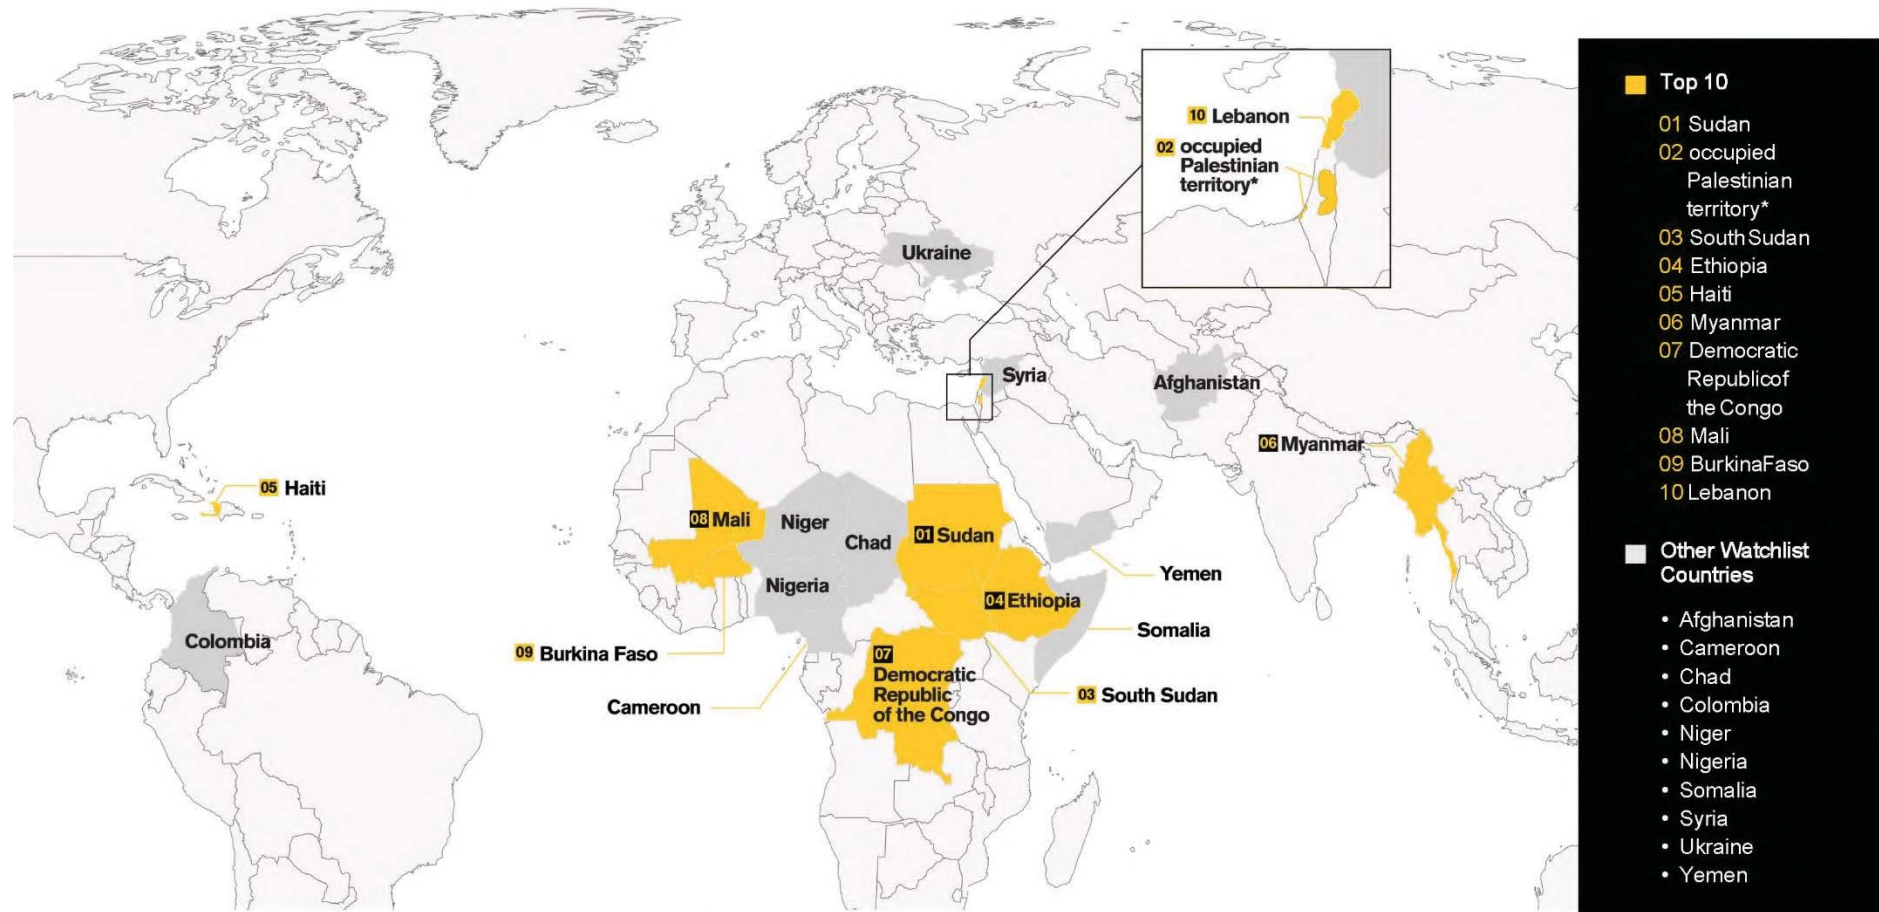 10 Lebanon
02 occupied
Palestinian
territory*
Ukraine
Syria
Afghanistan
06 Myanmar
05 Haiti
08 Mali
Niger
Chad
01 Sudan
Nigeria
04 Ethiopia
Yemen
Somalia
Colombia
09 Burkina Faso
Cameroon
07
Democratic
Republic
of the Congo
03 South Sudan
Top 10
01 Sudan
02 occupied
Palestinian
territory*
03 SouthSudan
04 Ethiopia
05 Haiti
06 Myanmar
07 Democratic
Republicof
the Congo
08 Mali
09 BurkinaFaso
10 Lebanon
Other Watchlist
Countries
• Afghanistan
• Cameroon
• Chad
• Colombia
• Niger
• Nigeria
• Somalia
• Syria
• Ukraine
• Yemen